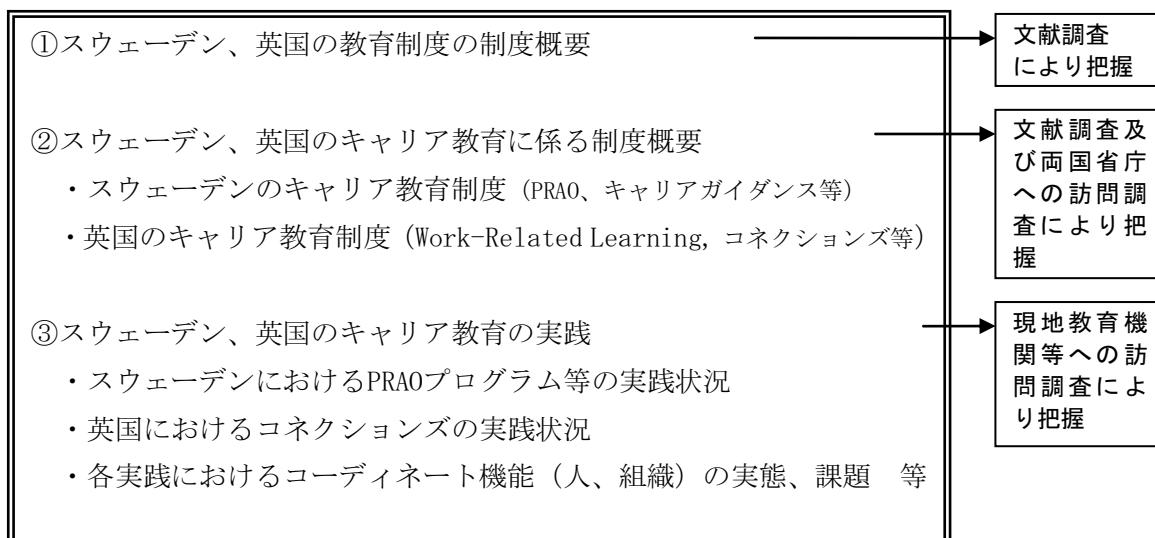 ①スウェーデン、英国の教育制度の制度概要
文献調査
により把握
②スウェーデン、英国のキャリア教育に係る制度概要
・スウェーデンのキャリア教育制度（PRAO、キャリアガイダンス等）
・英国のキャリア教育制度（Work-Related Learning, コネクションズ等）
文献調査及
び両国省庁
への訪問調
査により把
握
③スウェーデン、英国のキャリア教育の実践
・スウェーデンにおけるPRAOプログラム等の実践状況
・英国におけるコネクションズの実践状況
・各実践におけるコーディネート機能（人、組織）の実態、課題　等
現地教育機
関等への訪
問調査によ
り把握